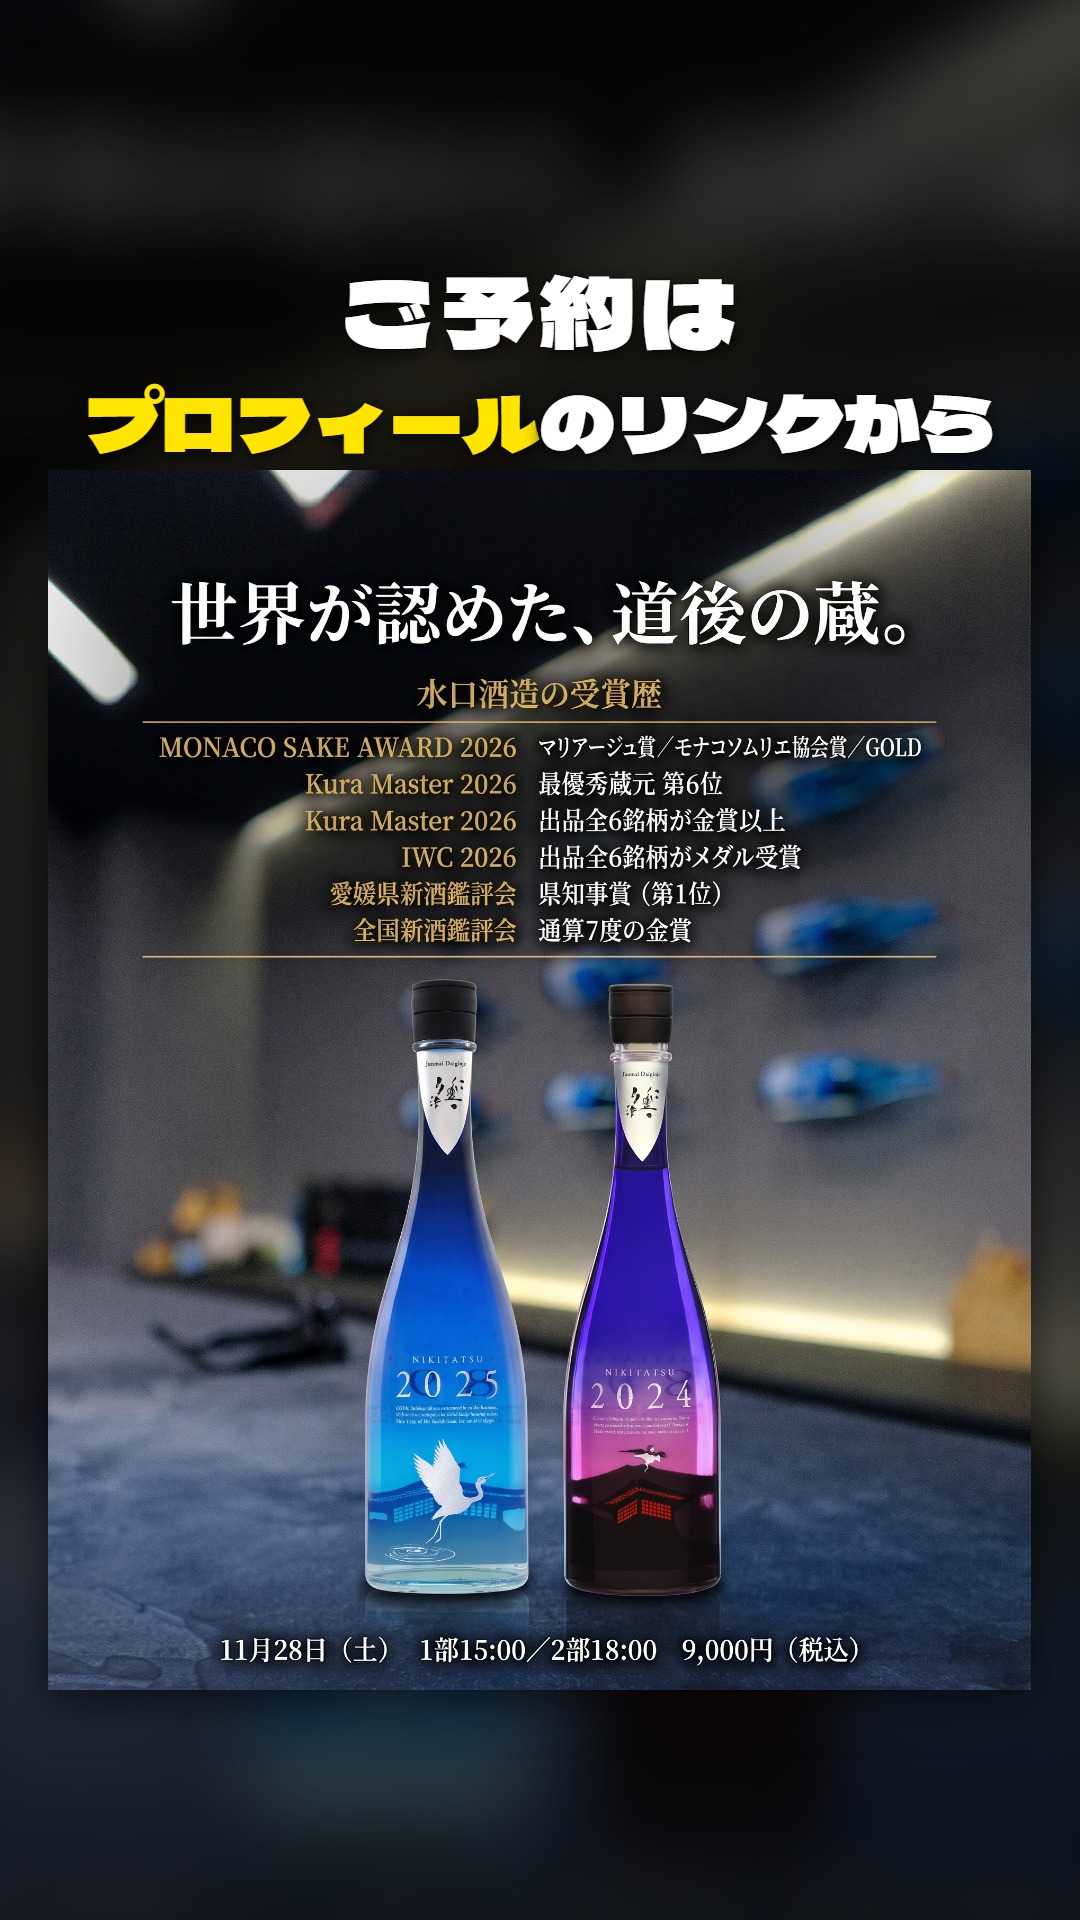 ご予約は
プロフィールのリンクから
世界が認めた、道後の蔵。
水口酒造の受賞歴
MONACO SAKE AWARD 2026 マリアージュ賞／モナコソムリエ協会賞／GOLD
Kura Master 2026 最優秀蔵元 第6位
Kura Master 2026 出品全6銘柄が金賞以上
IWC 2026 出品全6銘柄がメダル受賞
愛媛県新酒鑑評会 県知事賞（第1位）
全国新酒鑑評会 通算7度の金賞
Junmai Daiginjo
Junmai Daiginjo
NIKITATSU
2025
NIKITATSU
2024
11月28日（土） 1部15:00／2部18:00 9,000円（税込）